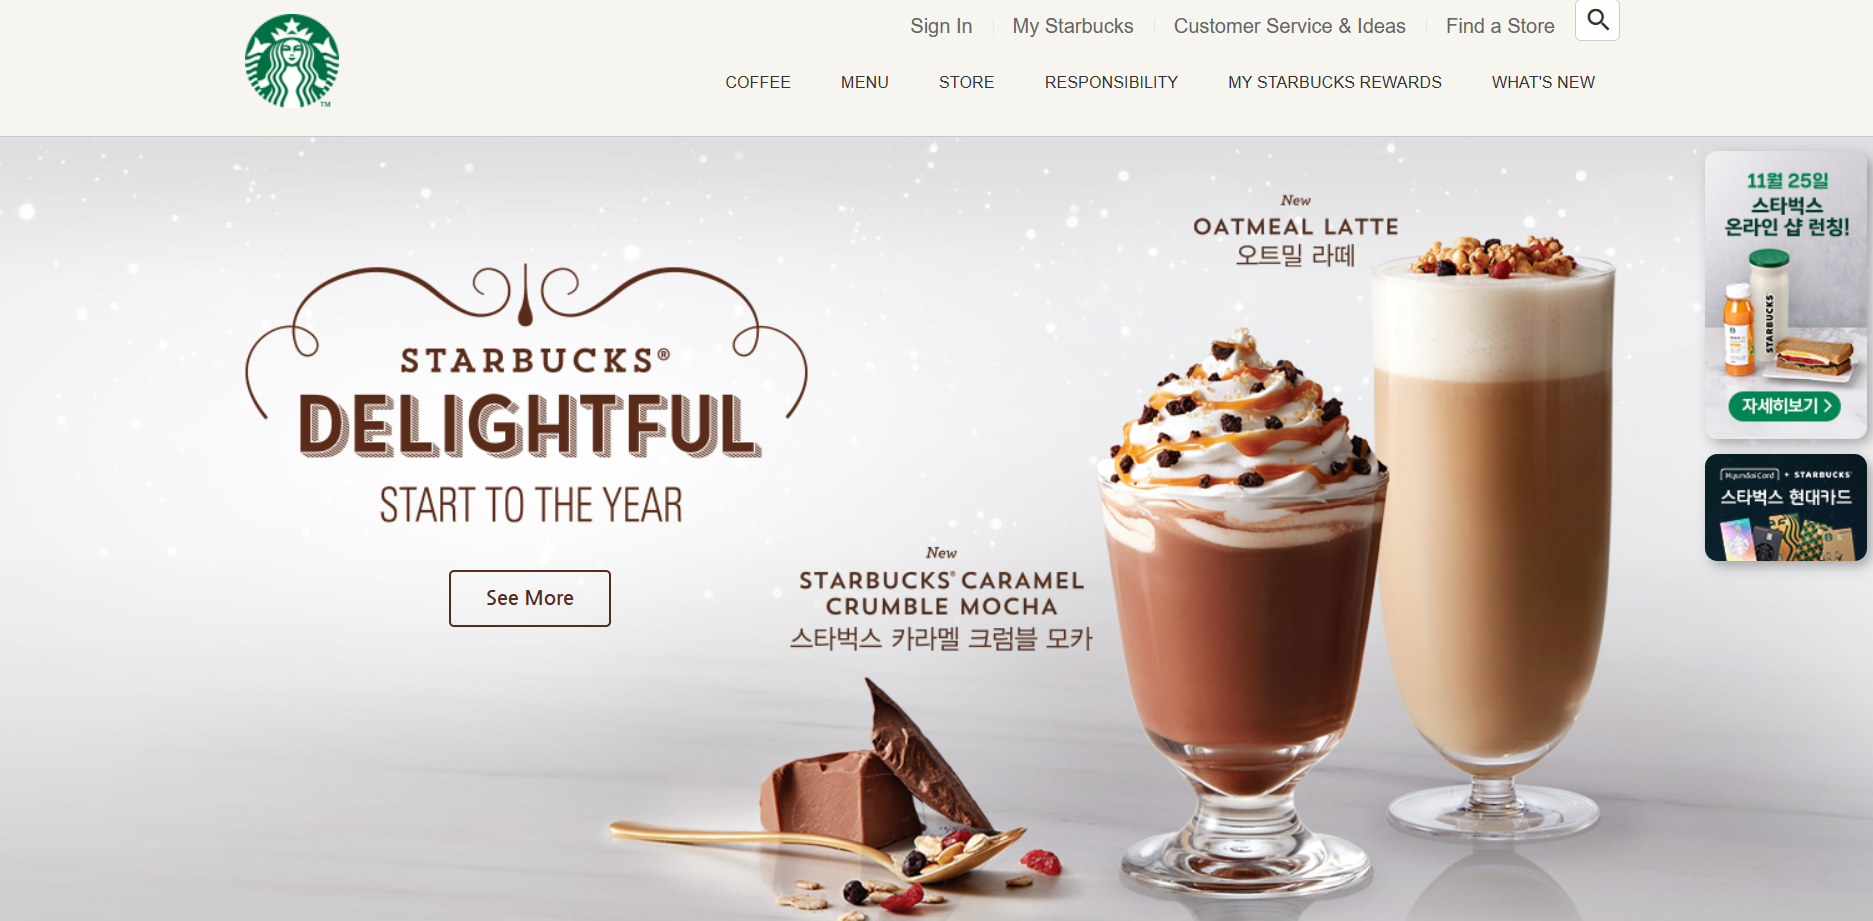 Sign In
My Starbucks
Customer Service & Ideas
Find a Store
COFFEE
MENU
STORE
RESPONSIBILITY
MY STARBUCKS REWARDS
WHAT'S NEW
TM
STARBUCKS®
DELIGHTFUL
START TO THE YEAR
See More
New
OATMEAL LATTE
오트밀 라떼
New
STARBUCKS® CARAMEL
CRUMBLE MOCHA
스타벅스 카라멜 크럼블 모카
11월 25일
스타벅스
온라인 샵 런칭!
STARBUCKS
자세히보기 >
HyundaiCard + STARBUCKS®
스타벅스 현대카드